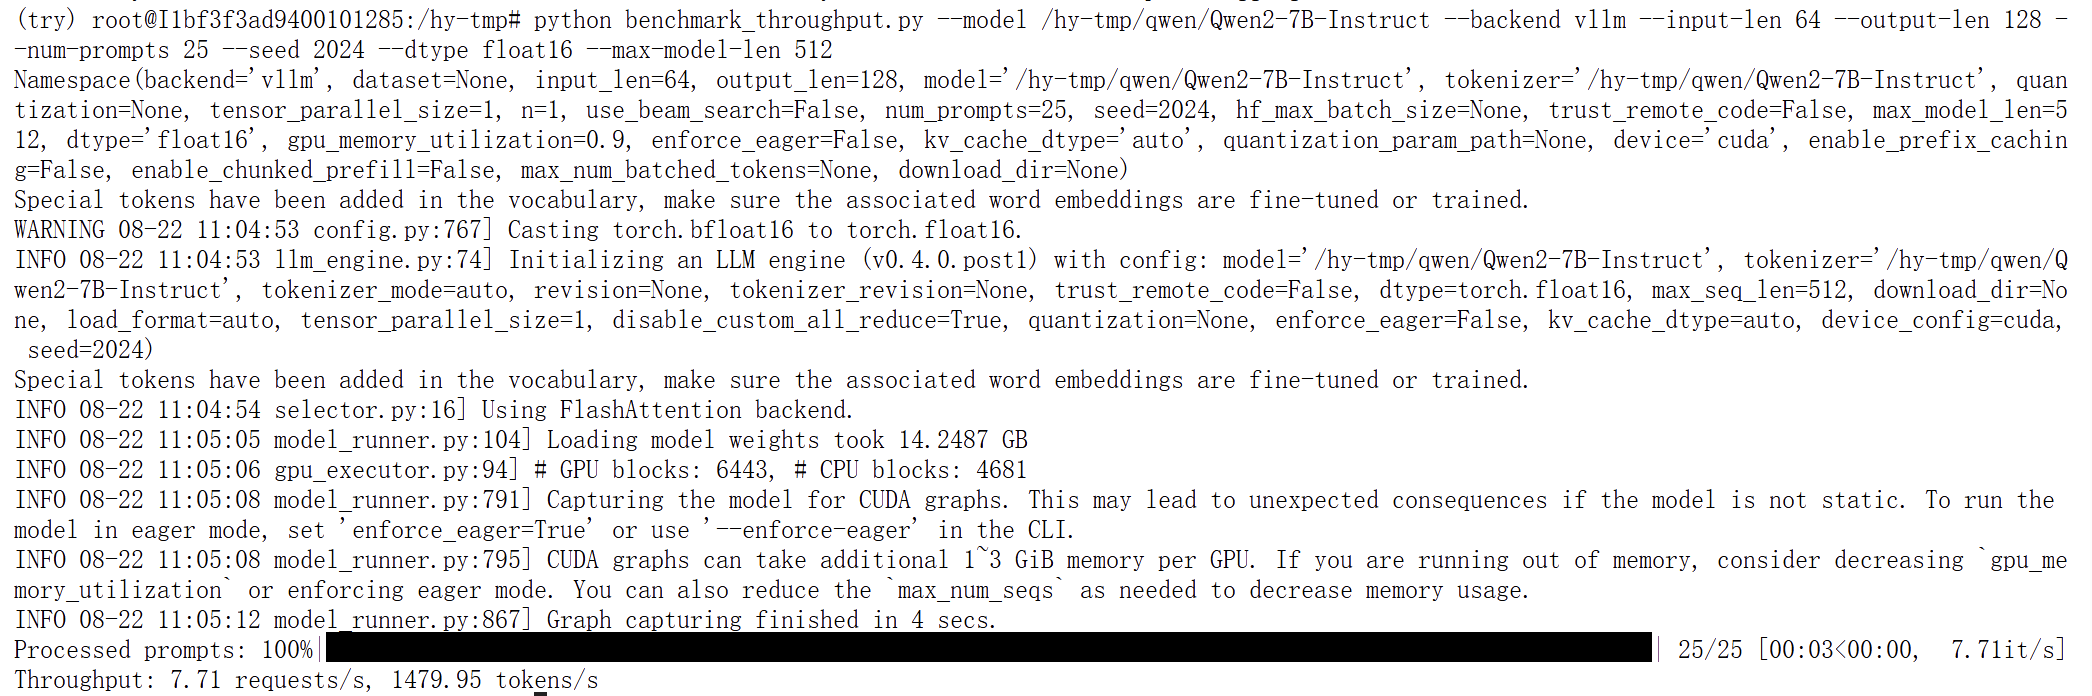 (try) root@I1bf3f3ad9400101285:/hy-tmp# python benchmark_throughput.py --model /hy-tmp/qwen/Qwen2-7B-Instruct --backend vllm --input-len 64 --output-len 128 -
-num-prompts 25 --seed 2024 --dtype float16 --max-model-len 512
Namespace(backend='vllm', dataset=None, input_len=64, output_len=128, model='/hy-tmp/qwen/Qwen2-7B-Instruct', tokenizer='/hy-tmp/qwen/Qwen2-7B-Instruct', quan
tization=None, tensor_parallel_size=1, n=1, use_beam_search=False, num_prompts=25, seed=2024, hf_max_batch_size=None, trust_remote_code=False, max_model_len=5
12, dtype='float16', gpu_memory_utilization=0.9, enforce_eager=False, kv_cache_dtype='auto', quantization_param_path=None, device='cuda', enable_prefix_cachin
g=False, enable_chunked_prefill=False, max_num_batched_tokens=None, download_dir=None)
Special tokens have been added in the vocabulary, make sure the associated word embeddings are fine-tuned or trained.
WARNING 08-22 11:04:53 config.py:767] Casting torch.bfloat16 to torch.float16.
INFO 08-22 11:04:53 llm_engine.py:74] Initializing an LLM engine (v0.4.0.post1) with config: model='/hy-tmp/qwen/Qwen2-7B-Instruct', tokenizer='/hy-tmp/qwen/Q
wen2-7B-Instruct', tokenizer_mode=auto, revision=None, tokenizer_revision=None, trust_remote_code=False, dtype=torch.float16, max_seq_len=512, download_dir=No
ne, load_format=auto, tensor_parallel_size=1, disable_custom_all_reduce=True, quantization=None, enforce_eager=False, kv_cache_dtype=auto, device_config=cuda,
 seed=2024)
Special tokens have been added in the vocabulary, make sure the associated word embeddings are fine-tuned or trained.
INFO 08-22 11:04:54 selector.py:16] Using FlashAttention backend.
INFO 08-22 11:05:05 model_runner.py:104] Loading model weights took 14.2487 GB
INFO 08-22 11:05:06 gpu_executor.py:94] # GPU blocks: 6443, # CPU blocks: 4681
INFO 08-22 11:05:08 model_runner.py:791] Capturing the model for CUDA graphs. This may lead to unexpected consequences if the model is not static. To run the
model in eager mode, set 'enforce_eager=True' or use '--enforce-eager' in the CLI.
INFO 08-22 11:05:08 model_runner.py:795] CUDA graphs can take additional 1~3 GiB memory per GPU. If you are running out of memory, consider decreasing `gpu_me
mory_utilization` or enforcing eager mode. You can also reduce the `max_num_seqs` as needed to decrease memory usage.
INFO 08-22 11:05:12 model_runner.py:867] Graph capturing finished in 4 secs.
Processed prompts: 100%| | 25/25 [00:03<00:00,  7.71it/s]
Throughput: 7.71 requests/s, 1479.95 tokens/s